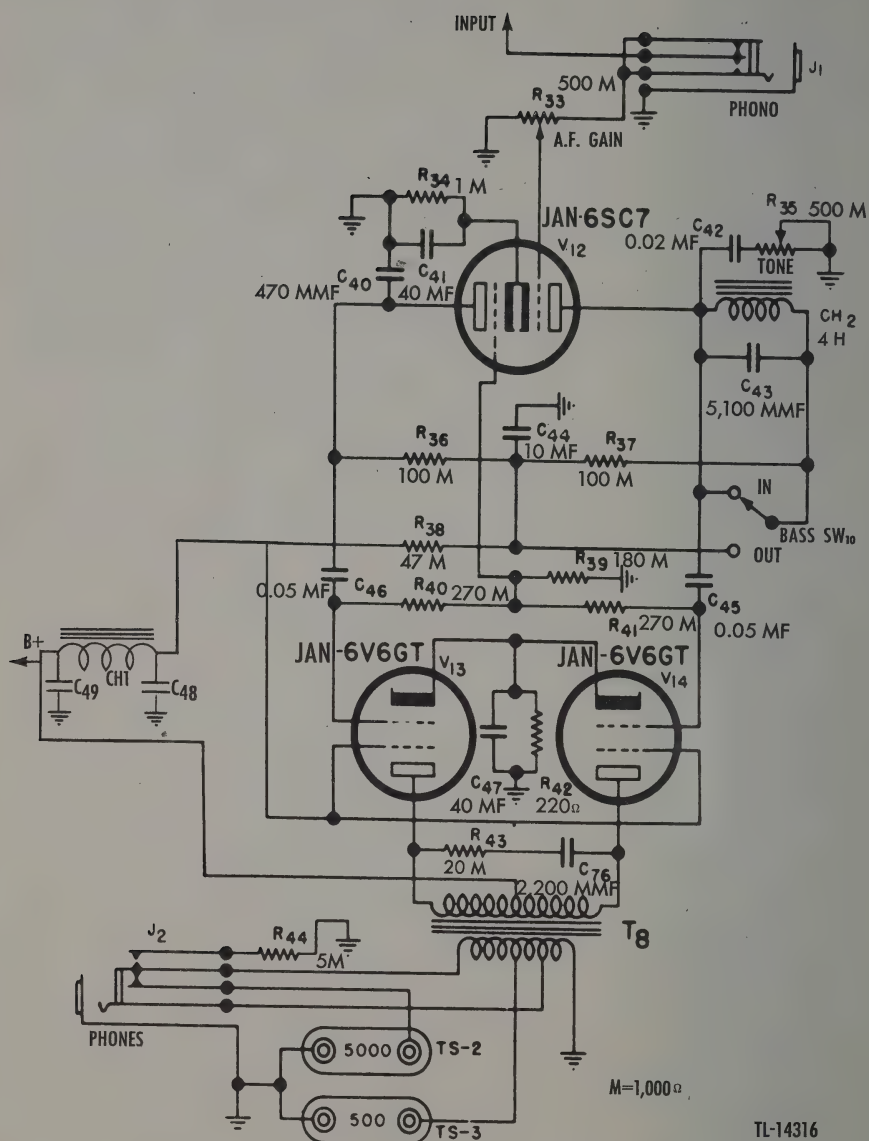 INPUT
J1
PHONO
500 M
R33
A.F. GAIN
R34
1 M
JAN-6SC7
V12
C42
0.02 MF
R35
500 M
TONE
C40
470 MMF
C41
40 MF
CH2
4 H
C43
5,100 MMF
C44
10 MF
R36
100 M
R37
100 M
IN
BASS SW10
OUT
R38
47 M
R39
180 M
C46
0.05 MF
R40
270 M
R41
270 M
C45
0.05 MF
B+
CH1
C49
C48
JAN-6V6GT
V13
JAN-6V6GT
V14
C47
40 MF
R42
220Ω
R43
20 M
C76
2,200 MMF
T8
J2
R44
5M
PHONES
5000
TS-2
500
TS-3
M=1,000Ω
TL-14316